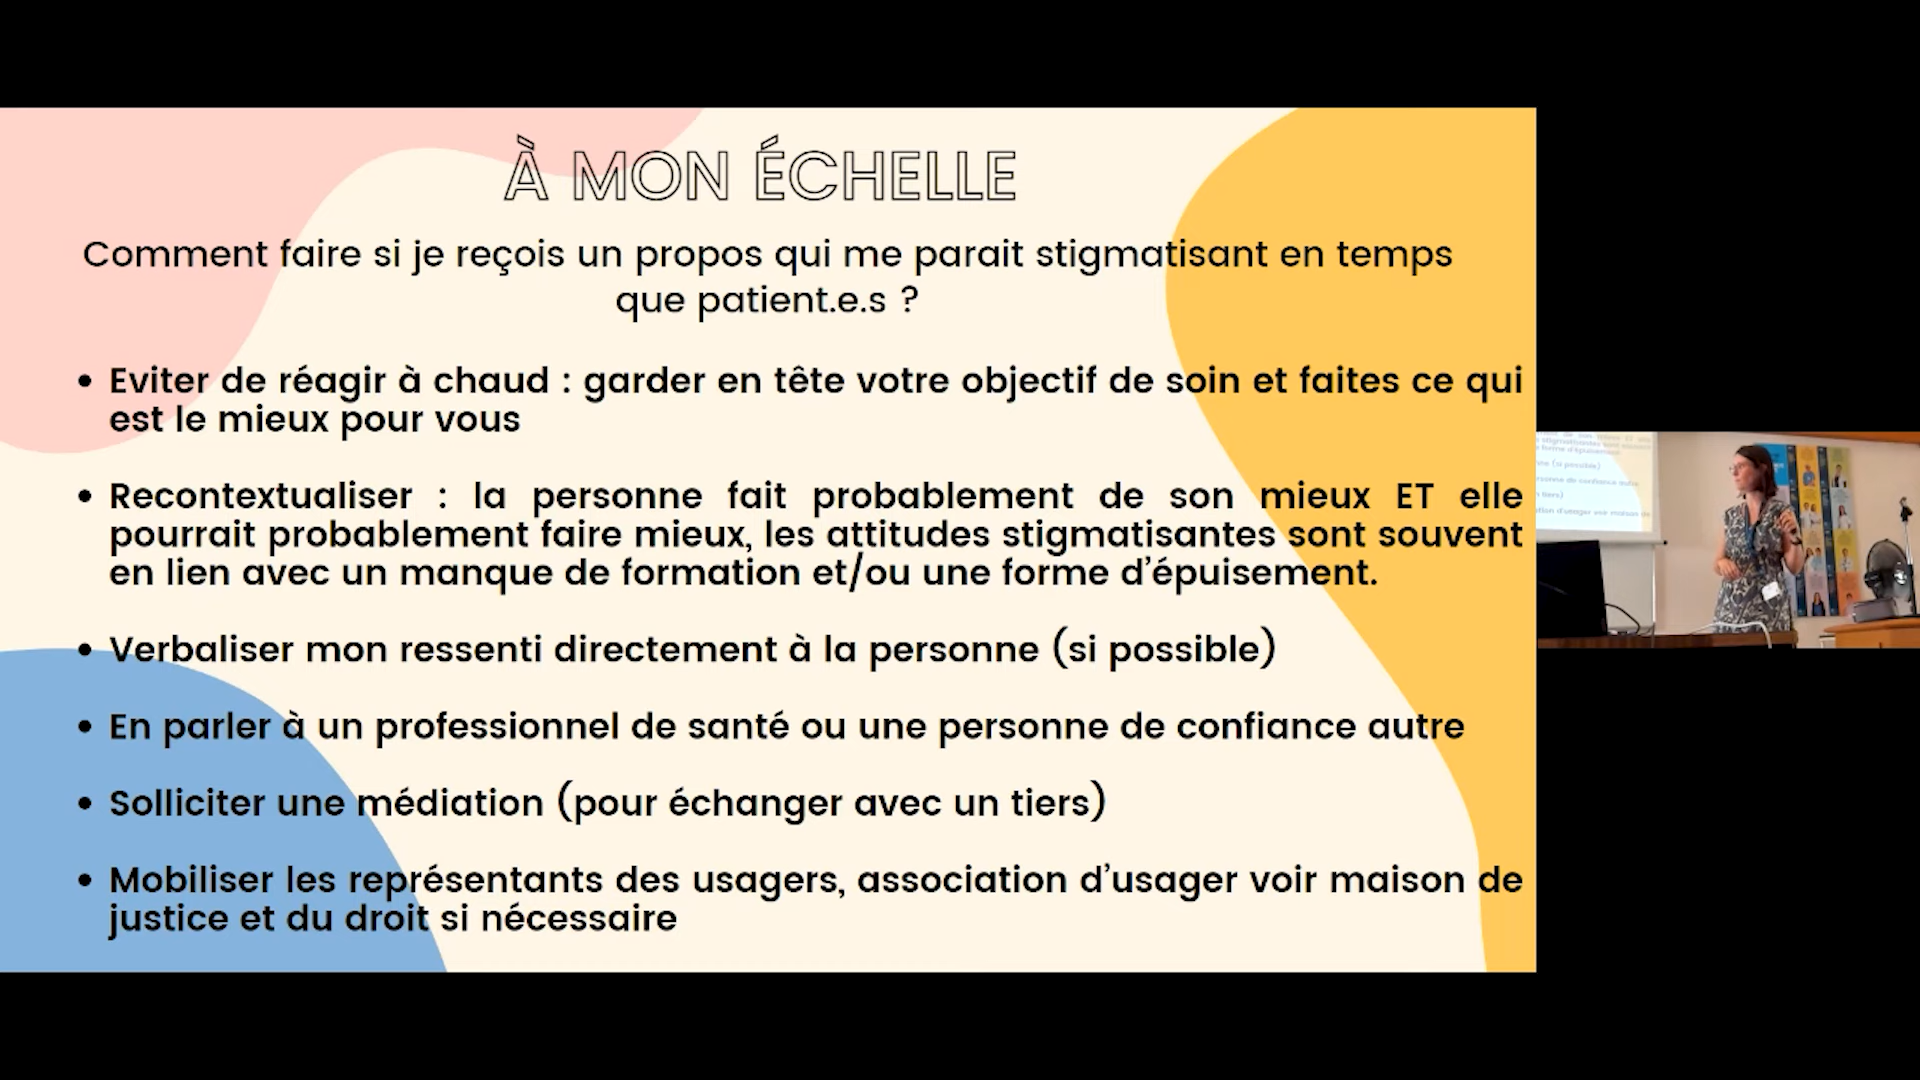 À MON ÉCHELLE
Comment faire si je reçois un propos qui me parait stigmatisant en temps
que patient.e.s ?
• Eviter de réagir à chaud : garder en tête votre objectif de soin et faites ce qui
est le mieux pour vous
• Recontextualiser : la personne fait probablement de son mieux ET elle
pourrait probablement faire mieux, les attitudes stigmatisantes sont souvent
en lien avec un manque de formation et/ou une forme d’épuisement.
• Verbaliser mon ressenti directement à la personne (si possible)
• En parler à un professionnel de santé ou une personne de confiance autre
• Solliciter une médiation (pour échanger avec un tiers)
• Mobiliser les représentants des usagers, association d’usager voir maison de
justice et du droit si nécessaire